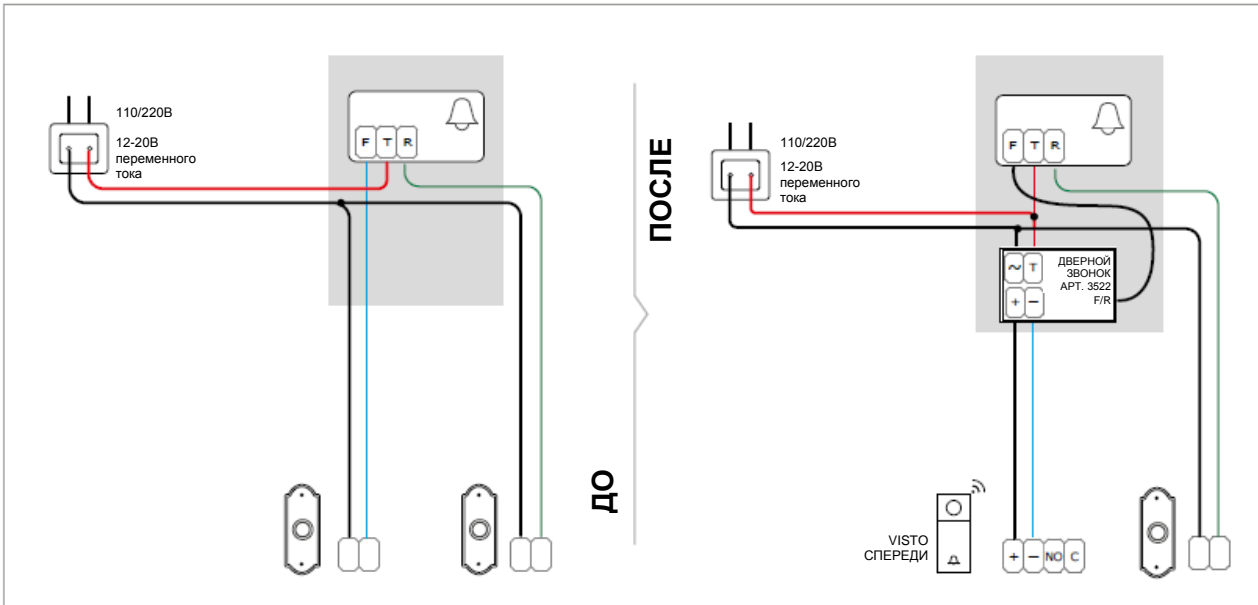 110/220В
12-20В
переменного
тока
F T R
ДО
ПОСЛЕ
110/220В
12-20В
переменного
тока
F T R
~ T
ДВЕРНОЙ
ЗВОНОК
АРТ. 3522
F/R
+ −
VISTO
СПЕРЕДИ
+ − NO C